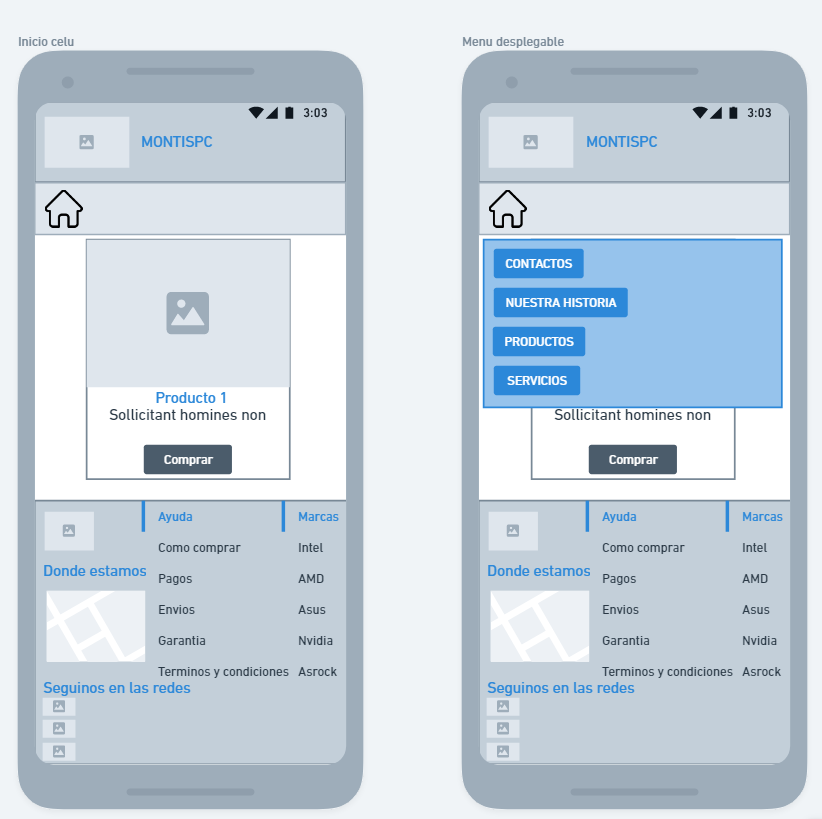 Inicio celu
3:03
MONTISPC
Producto 1
Sollicitant homines non
Comprar
Ayuda
Como comprar
Pagos
Envios
Garantia
Terminos y condiciones
Marcas
Intel
AMD
Asus
Nvidia
Asrock
Donde estamos
Seguinos en las redes
Menu desplegable
3:03
MONTISPC
CONTACTOS
NUESTRA HISTORIA
PRODUCTOS
SERVICIOS
Sollicitant homines non
Comprar
Ayuda
Como comprar
Pagos
Envios
Garantia
Terminos y condiciones
Marcas
Intel
AMD
Asus
Nvidia
Asrock
Donde estamos
Seguinos en las redes